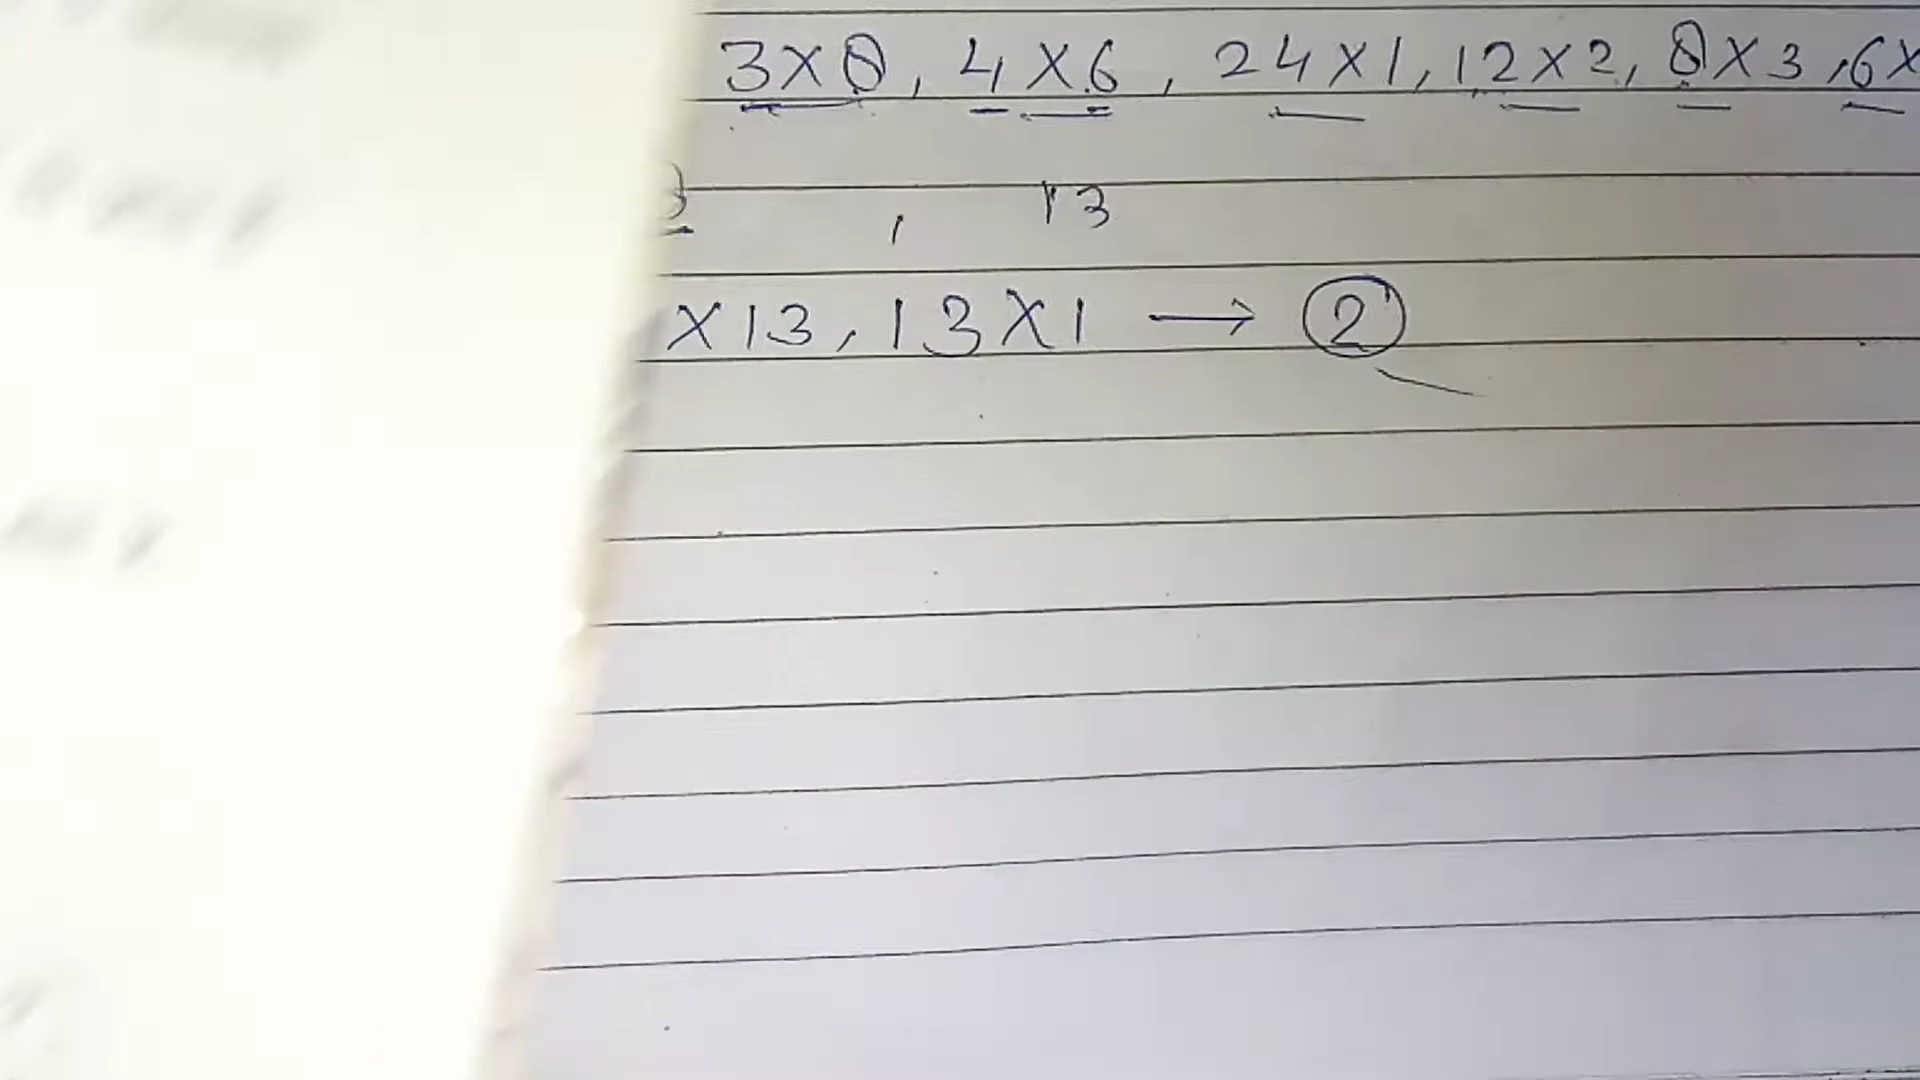 3×8, 4×6, 24×1, 12×2, 8×3, 6×
, 13
×13, 13×1 → 2